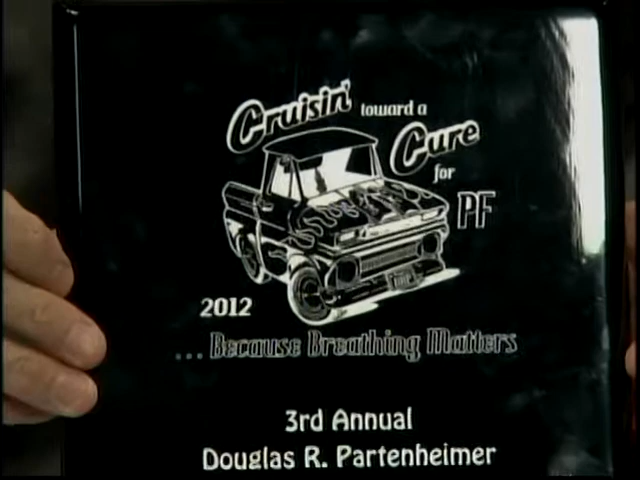 Cruisin' toward a
Cure
for
PF
2012
...Because Breathing Matters
3rd Annual
Douglas R. Partenheimer